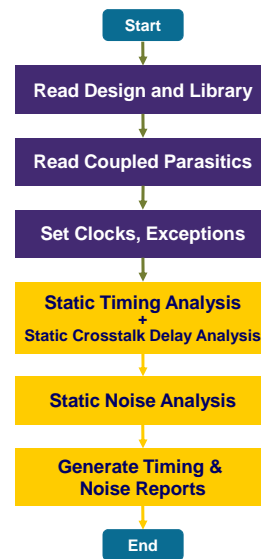 Start
Read Design and Library
Read Coupled Parasitics
Set Clocks, Exceptions
Static Timing Analysis
+
Static Crosstalk Delay Analysis
Static Noise Analysis
Generate Timing &
Noise Reports
End